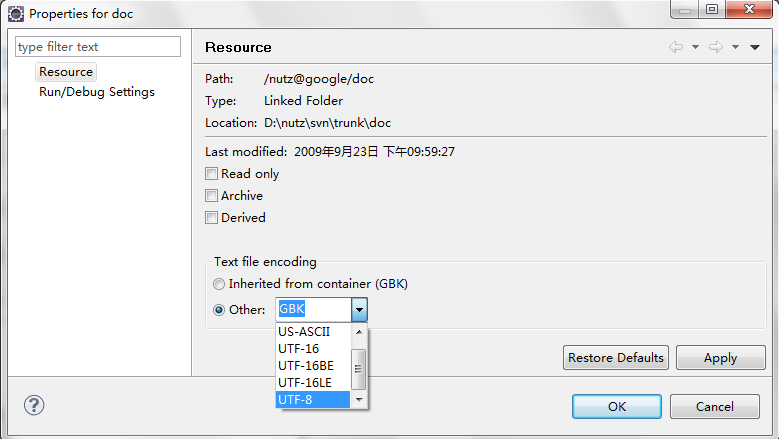 Properties for doc
type filter text
Resource
Run/Debug Settings
Resource
Path: /nutz@google/doc
Type: Linked Folder
Location: D:\nutz\svn\trunk\doc
Last modified: 2009年9月23日 下午09:59:27
Read only
Archive
Derived
Text file encoding
Inherited from container (GBK)
Other: GBK
US-ASCII
UTF-16
UTF-16BE
UTF-16LE
UTF-8
Restore Defaults Apply
OK Cancel